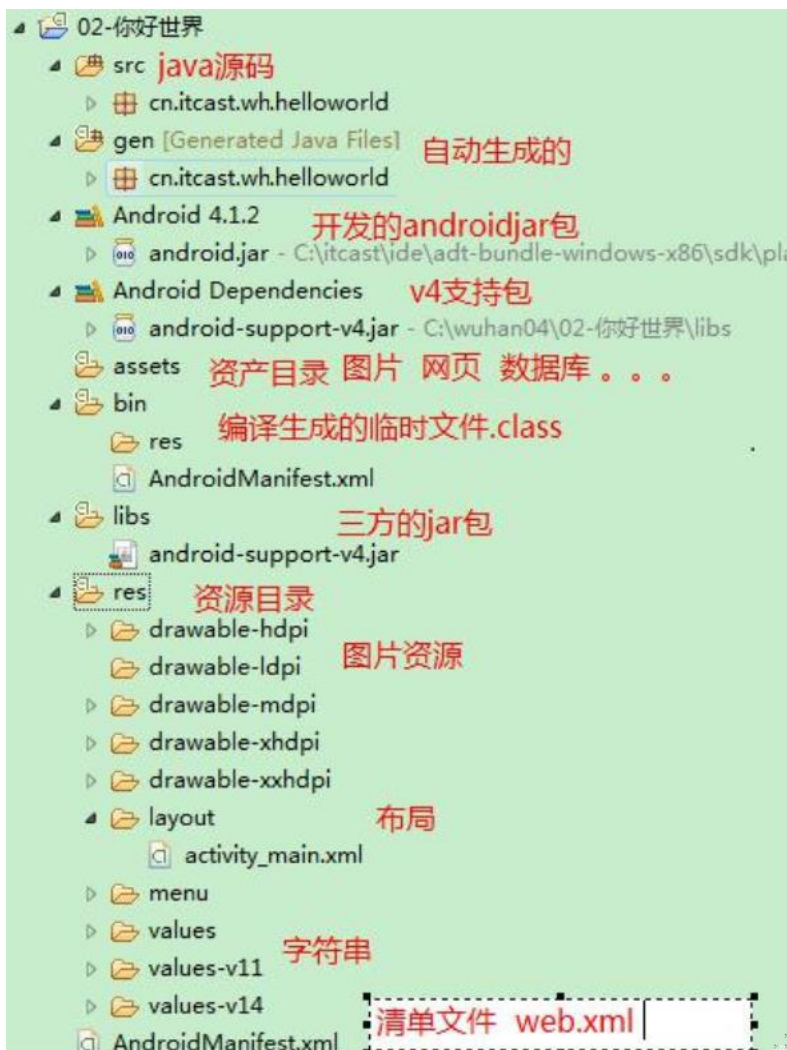 02-你好世界
src java源码
cn.itcast.wh.helloworld
gen [Generated Java Files] 自动生成的
cn.itcast.wh.helloworld
Android 4.1.2 开发的androidjar包
android.jar - C:\itcast\ide\adt-bundle-windows-x86\sdk\pla
Android Dependencies v4支持包
android-support-v4.jar - C:\wuhan04\02-你好世界\libs
assets 资产目录 图片 网页 数据库 。。。
bin
编译生成的临时文件.class
res
AndroidManifest.xml
libs 三方的jar包
android-support-v4.jar
res 资源目录
drawable-hdpi
图片资源
drawable-ldpi
drawable-mdpi
drawable-xhdpi
drawable-xxhdpi
layout 布局
activity_main.xml
menu
values
字符串
values-v11
values-v14
清单文件 web.xml
AndroidManifest.xml